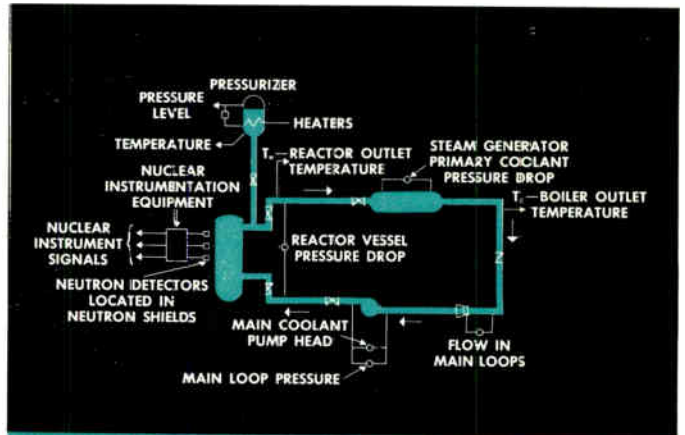 PRESSURIZER
PRESSURE
LEVEL
HEATERS
TEMPERATURE
STEAM GENERATOR
PRIMARY COOLANT
PRESSURE DROP
REACTOR OUTLET
TEMPERATURE
NUCLEAR
INSTRUMENTATION
EQUIPMENT
BOILER OUTLET
TEMPERATURE
NUCLEAR
INSTRUMENT
SIGNALS
REACTOR VESSEL
PRESSURE DROP
NEUTRON DETECTORS
LOCATED IN
NEUTRON SHIELDS
MAIN COOLANT
PUMP HEAD
FLOW IN
MAIN LOOPS
MAIN LOOP PRESSURE